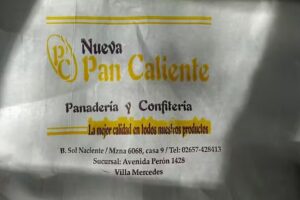 PC
Nueva
Pan Caliente
Panadería y Confitería
La mejor calidad en todos nuestros productos
B. Sol Naciente / Mzna 6068, casa 9 / Tel: 02657-428413
Sucursal: Avenida Perón 1428
Villa Mercedes